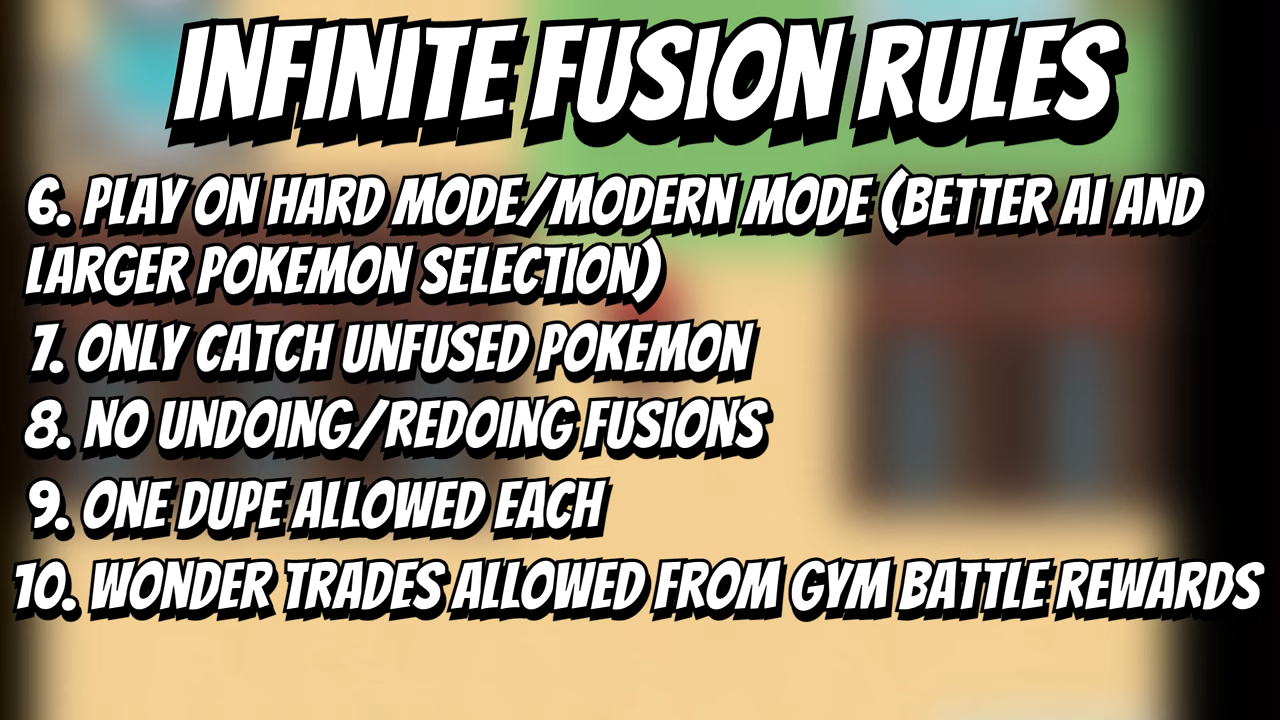 INFINITE FUSION RULES
6. PLAY ON HARD MODE/MODERN MODE (BETTER AI AND
LARGER POKEMON SELECTION)
7. ONLY CATCH UNFUSED POKEMON
8. NO UNDOING/REDOING FUSIONS
9. ONE DUPE ALLOWED EACH
10. WONDER TRADES ALLOWED FROM GYM BATTLE REWARDS